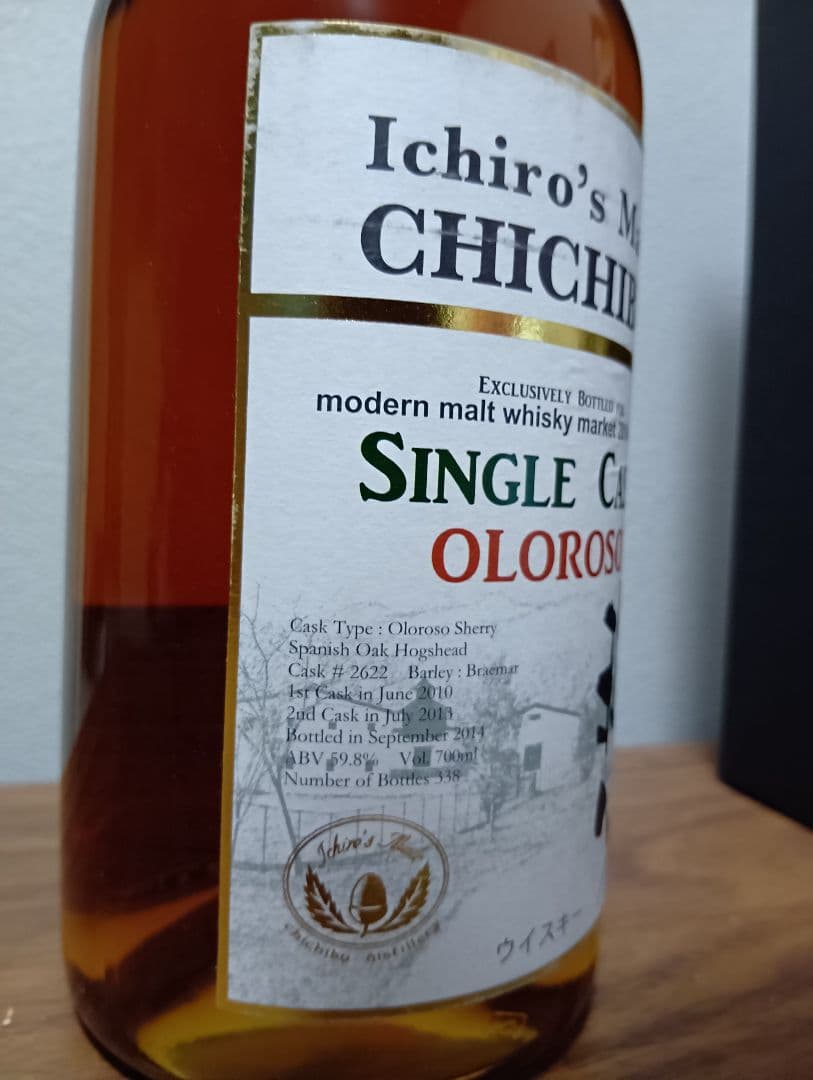 Ichiro's Ma
CHICHIB
EXCLUSIVELY BOTTLED
modern malt whisky market
SINGLE CA
OLOROSO
Cask Type : Oloroso Sherry
Spanish Oak Hogshead
Cask # 2622 Barley : Braemar
1st Cask in June 2010
2nd Cask in July 2013
Bottled in September 2014
ABV 59.8% Vol. 700ml
Number of Bottles 338
Ichiro's Malt
Chichibu Distillery
ウイスキー